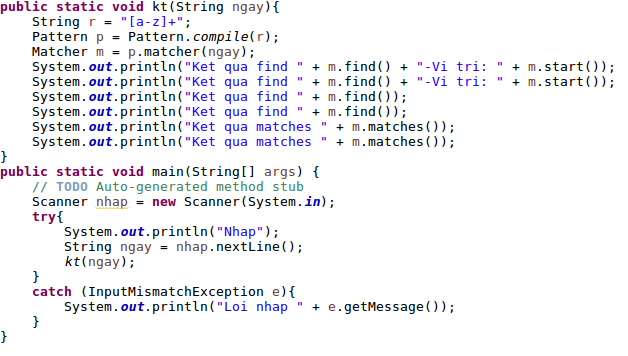 public static void kt(String ngay){
    String r = "[a-z]+";
    Pattern p = Pattern.compile(r);
    Matcher m = p.matcher(ngay);
    System.out.println("Ket qua find " + m.find() + "-Vi tri: " + m.start());
    System.out.println("Ket qua find " + m.find() + "-Vi tri: " + m.start());
    System.out.println("Ket qua find " + m.find());
    System.out.println("Ket qua find " + m.find());
    System.out.println("Ket qua matches " + m.matches());
    System.out.println("Ket qua matches " + m.matches());
}
public static void main(String[] args) {
    // TODO Auto-generated method stub
    Scanner nhap = new Scanner(System.in);
    try{
        System.out.println("Nhap");
        String ngay = nhap.nextLine();
        kt(ngay);
    }
    catch (InputMismatchException e){
        System.out.println("Loi nhap " + e.getMessage());
    }
}